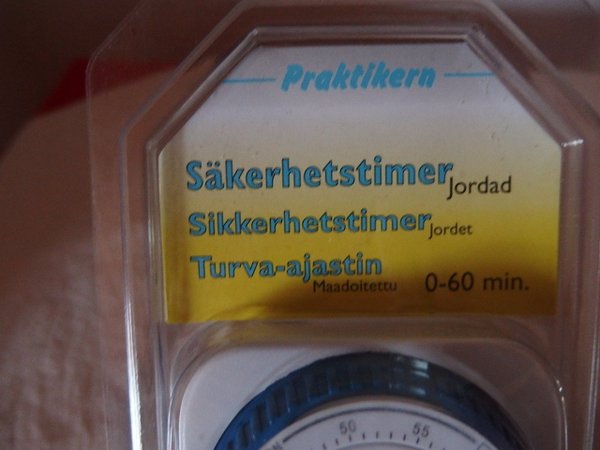 Praktikern
Säkerhetstimer Jordad
Sikkerhetstimer Jordet
Turva-ajastin
Maadoitettu 0-60 min.
50 55